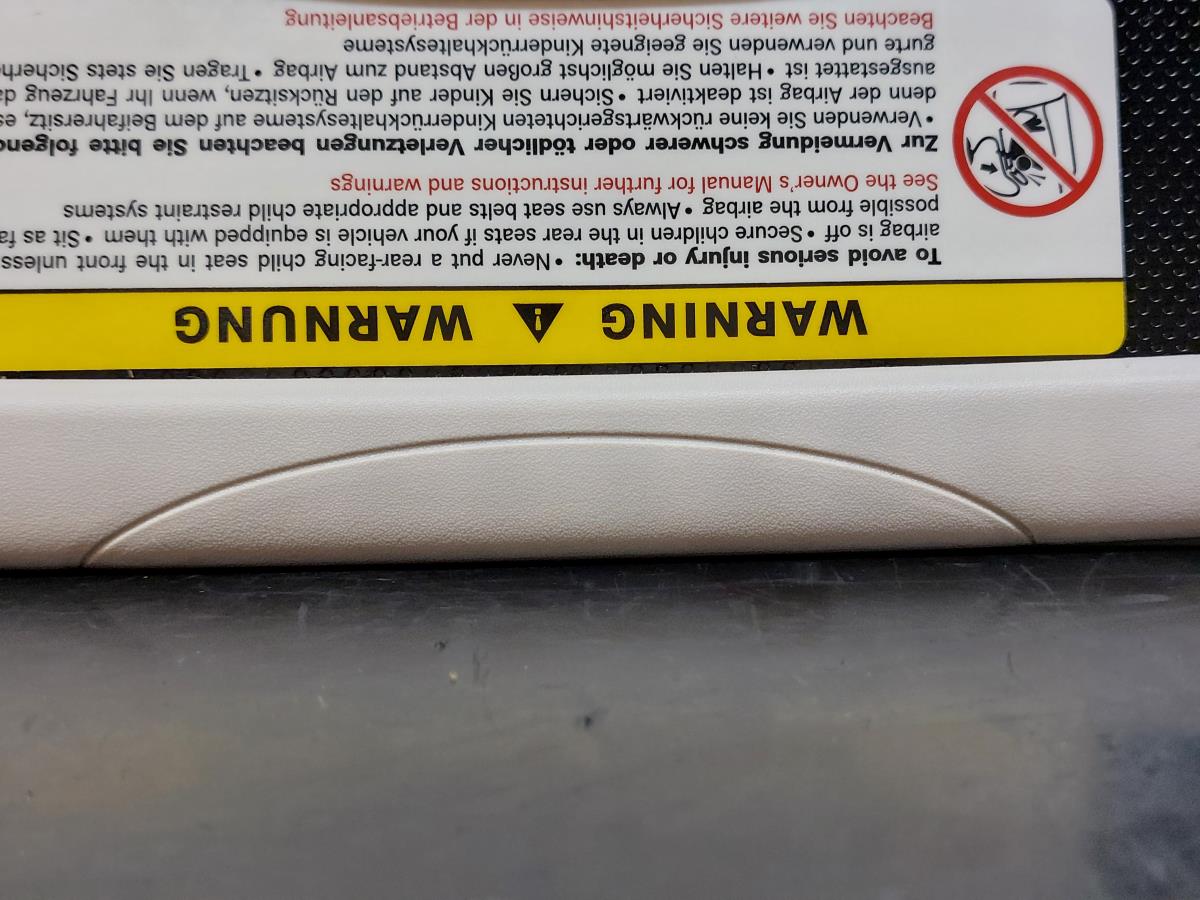 WARNING WARNUNG
To avoid serious injury or death: • Never put a rear-facing child seat in the front unless
airbag is off • Secure children in the rear seats if your vehicle is equipped with them • Sit as
possible from the airbag • Always use seat belts and appropriate child restraint systems
See the Owner's Manual for further instructions and warnings
Zur Vermeidung schwerer oder tödlicher Verletzungen beachten Sie bitte
• Verwenden Sie keine rückwärtsgerichteten Kinderrückhaltesysteme auf dem Beifahrersitz,
denn der Airbag ist deaktiviert • Sichern Sie Kinder auf den Rücksitzen, wenn Ihr Fahrzeug
ausgestattet ist • Halten Sie möglichst großen Abstand zum Airbag • Tragen Sie stets
gurte und verwenden Sie geeignete Kinderrückhaltesysteme
Beachten Sie weitere Sicherheitshinweise in der Betriebsanleitung